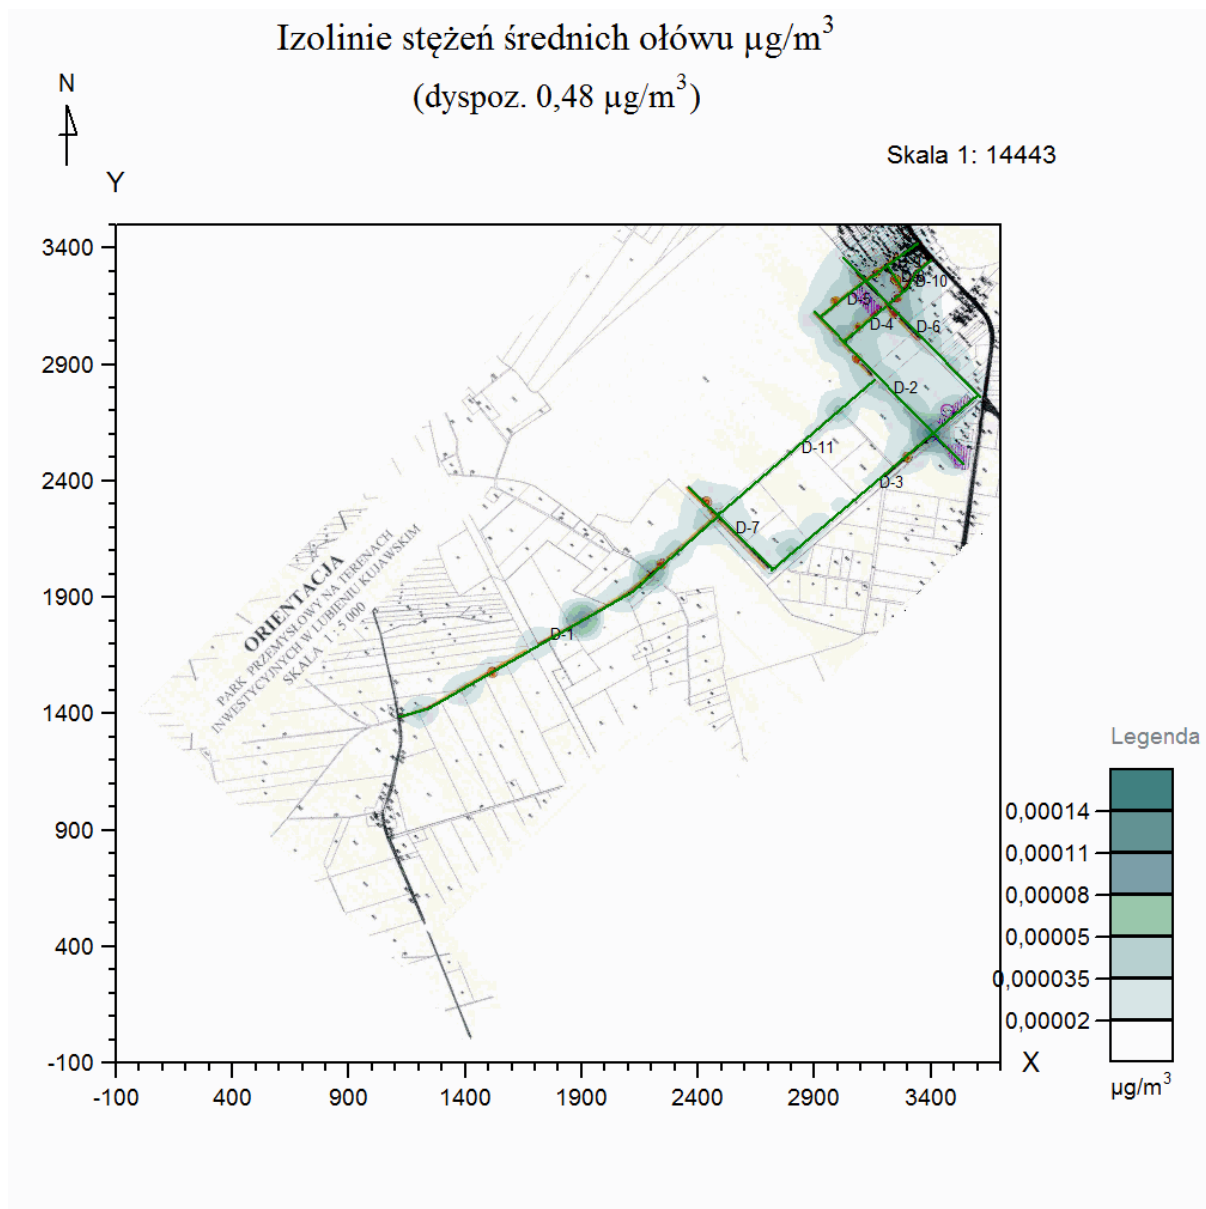 Izolinie stężeń średnich ołówu µg/m³
(dyspoz. 0,48 µg/m³)
N
Skala 1: 14443
Y
3400
2900
2400
1900
1400
900
400
-100
-100
400
900
1400
1900
2400
2900
3400
X
D-10
D-5
D-4
D-6
D-2
D-11
D-3
D-7
D-1
ORIENTACJA
PARK PRZEMYSŁOWY NA TERENACH
INWESTYCYJNYCH W LUBIENIU KUJAWSKIM
SKALA 1 : 5 000
Legenda
0,00014
0,00011
0,00008
0,00005
0,000035
0,00002
µg/m³